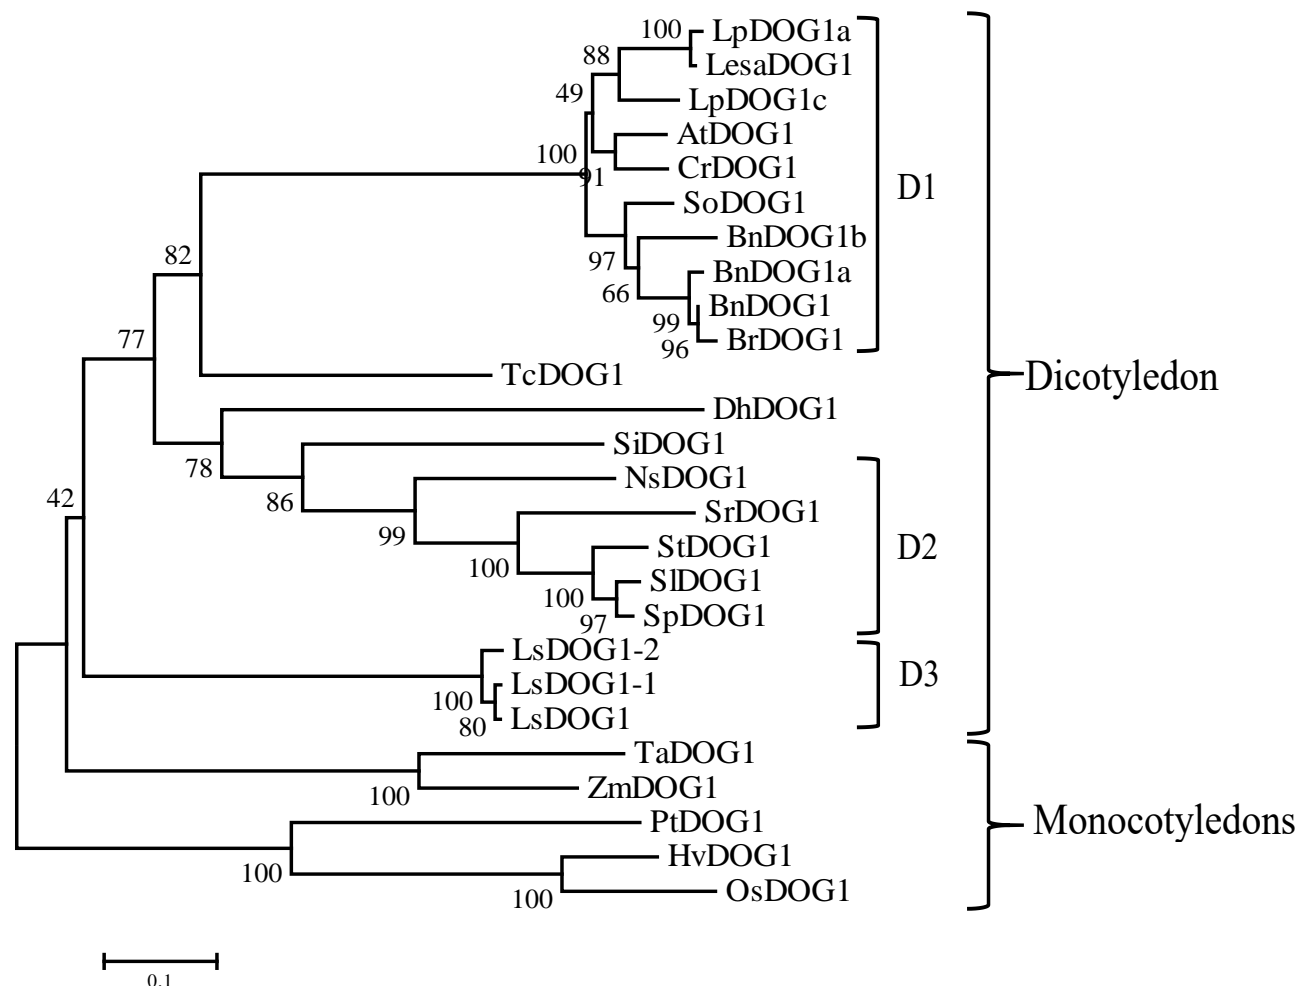 100
LpDOG1a
88
LesaDOG1
49
LpDOG1c
AtDOG1
100
91
CrDOG1
D1
SoDOG1
BnDOG1b
97
82
BnDOG1a
66
BnDOG1
99
BrDOG1
96
77
TcDOG1
Dicotyledon
DhDOG1
SiDOG1
78
NsDOG1
86
42
SrDOG1
99
StDOG1
D2
100
SlDOG1
100
SpDOG1
97
LsDOG1-2
LsDOG1-1
D3
100
LsDOG1
80
TaDOG1
ZmDOG1
100
PtDOG1
Monocotyledons
HvDOG1
100
OsDOG1
100
0.1